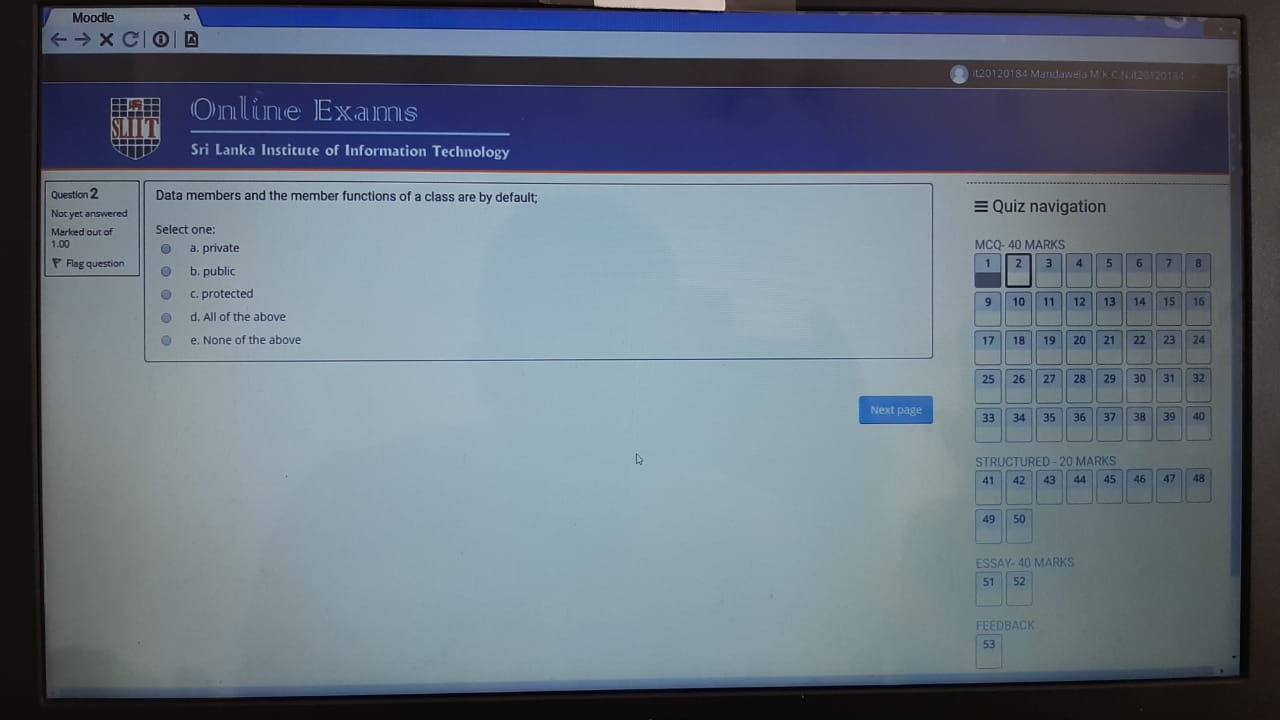 Moodle
it20120184 Mandawela M.K.C.N.it20120184
SLIIT
Online Exams
Sri Lanka Institute of Information Technology
Question 2
Not yet answered
Marked out of
1.00
Flag question
Data members and the member functions of a class are by default;
Select one:
a. private
b. public
c. protected
d. All of the above
e. None of the above
Next page
Quiz navigation
MCQ- 40 MARKS
1 2 3 4 5 6 7 8
9 10 11 12 13 14 15 16
17 18 19 20 21 22 23 24
25 26 27 28 29 30 31 32
33 34 35 36 37 38 39 40
STRUCTURED - 20 MARKS
41 42 43 44 45 46 47 48
49 50
ESSAY- 40 MARKS
51 52
FEEDBACK
53